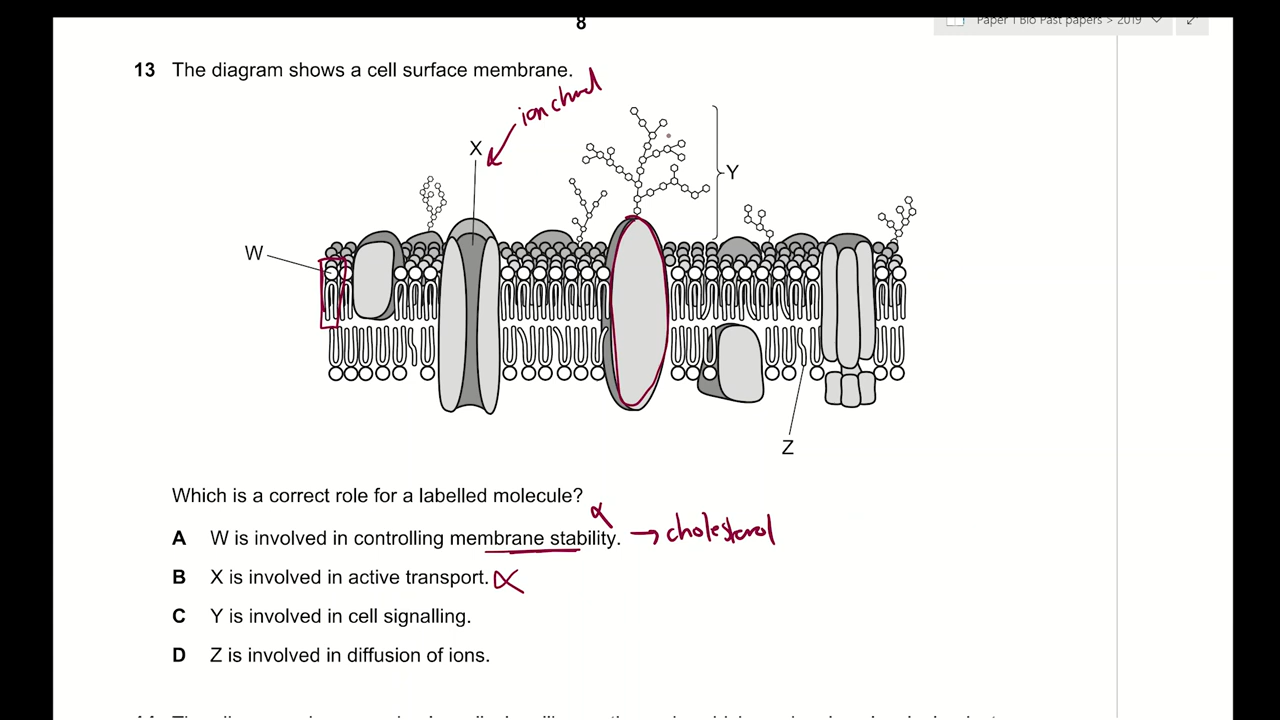 8
Paper 1 Bio Past papers > 2019
13 The diagram shows a cell surface membrane.
ion channel
X
Y
W
Z
Which is a correct role for a labelled molecule?
A W is involved in controlling membrane stability. → cholesterol
B X is involved in active transport.
C Y is involved in cell signalling.
D Z is involved in diffusion of ions.